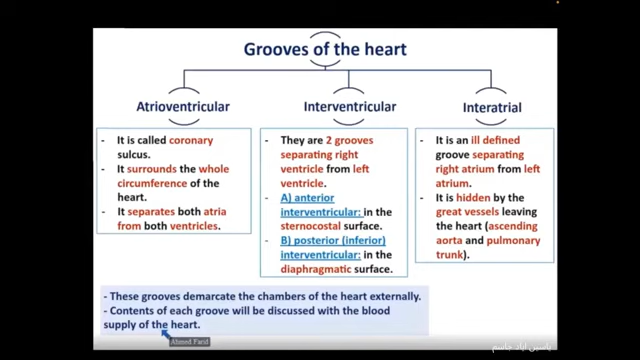 Grooves of the heart
Atrioventricular
- It is called coronary
sulcus.
- It surrounds the whole
circumference of the
heart.
- It separates both atria
from both ventricles.
Interventricular
- They are 2 grooves
separating right
ventricle from left
ventricle.
- A) anterior
interventricular: in the
sternocostal surface.
- B) posterior (inferior)
interventricular: in the
diaphragmatic surface.
Interatrial
- It is an ill defined
groove separating
right atrium from left
atrium.
- It is hidden by the
great vessels leaving
the heart (ascending
aorta and pulmonary
trunk).
- These grooves demarcate the chambers of the heart externally.
- Contents of each groove will be discussed with the blood
supply of the heart.
Ahmed Farid
ياسين اياد جاسم